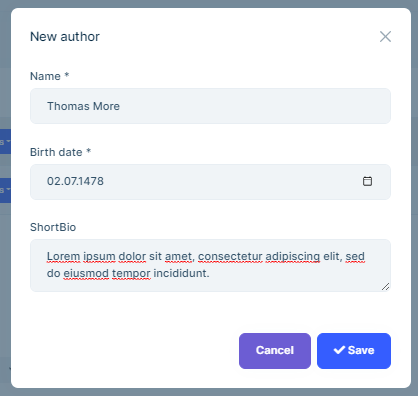 New author
Name *
Thomas More
Birth date *
02.07.1478
ShortBio
Lorem ipsum dolor sit amet, consectetur adipiscing elit, sed
do eiusmod tempor incididunt.
Cancel
Save